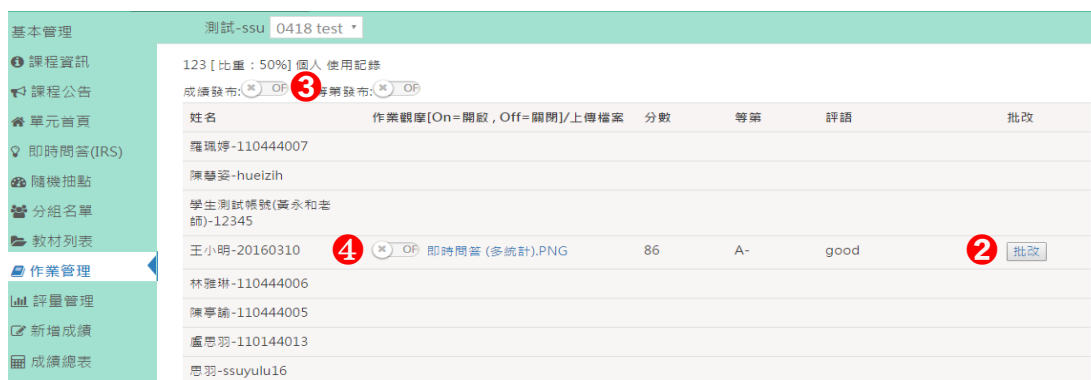 基本管理
課程資訊
課程公告
單元首頁
即時問答(IRS)
隨機抽點
分組名單
教材列表
作業管理
評量管理
新增成績
成績總表
測試-ssu 0418 test
123 [ 比重：50%] 個人 使用記錄
成績發布: OF 3 等第發布: OF
姓名 作業觀摩[On=開啟 , Off=關閉]/上傳檔案 分數 等第 評語 批改
羅珮婷-110444007
陳慧姿-hueizih
學生測試帳號(黃永和老
師)-12345
王小明-20160310 4 OF 即時問答 (多統計).PNG 86 A- good 2 批改
林雅琳-110444006
陳亭諭-110444005
盧思羽-110144013
思羽-ssuyulu16